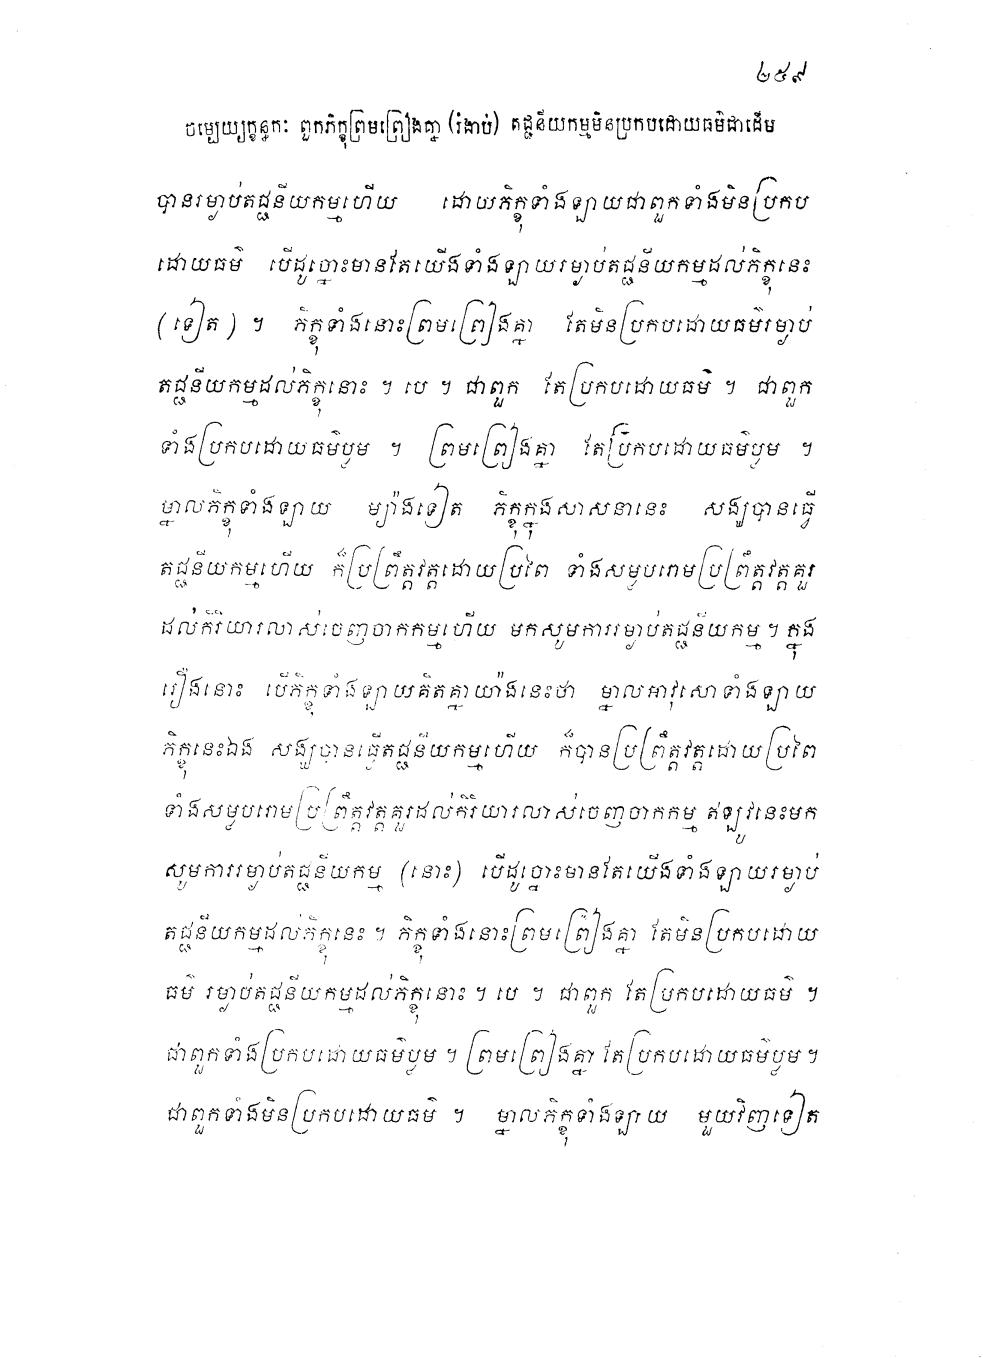 ២៥៩
ចម្បេយ្យក្ខន្ធកៈ ពួកភិក្ខុព្រមព្រៀងគ្នា (រំងាប់) តជ្ជនីយកម្មមិនប្រកបដោយធម៌ជាដើម
បានរម្ងាប់តជ្ជនីយកម្មហើយ ដោយភិក្ខុទាំងឡាយជាពួកទាំងមិនប្រកប
ដោយធម៌ បើដូច្នោះមានតែយើងទាំងឡាយរម្ងាប់តជ្ជនីយកម្មដល់ភិក្ខុនេះ
(ទៀត) ។ ភិក្ខុទាំងនោះព្រមព្រៀងគ្នា តែមិនប្រកបដោយធម៌រម្ងាប់
តជ្ជនីយកម្មដល់ភិក្ខុនោះ ។ បេ ។ ជាពួក តែប្រកបដោយធម៌ ។ ជាពួក
ទាំងប្រកបដោយធម៌ប្លម ។ ព្រមព្រៀងគ្នា តែប្រកបដោយធម៌ប្លម ។
ម្នាលភិក្ខុទាំងឡាយ ម្យ៉ាងទៀត ភិក្ខុក្នុងសាសនានេះ សង្ឃបានធ្វើ
តជ្ជនីយកម្មហើយ ក៏ប្រព្រឹត្តវត្តដោយប្រពៃ ទាំងសម្ងបរោមប្រព្រឹត្តវត្តគួរ
ដល់កិរិយារលាស់ចេញចាកកម្មហើយ មកសូមការរម្ងាប់តជ្ជនីយកម្ម ។ ក្នុង
រឿងនោះ បើភិក្ខុទាំងឡាយគិតគ្នាយ៉ាងនេះថា ម្នាលអាវុសោទាំងឡាយ
ភិក្ខុនេះឯង សង្ឃបានធ្វើតជ្ជនីយកម្មហើយ ក៏បានប្រព្រឹត្តវត្តដោយប្រពៃ
ទាំងសម្ងបរោមប្រព្រឹត្តវត្តគួរដល់កិរិយារលាស់ចេញចាកកម្ម ឥឡូវនេះមក
សូមការរម្ងាប់តជ្ជនីយកម្ម (នោះ) បើដូច្នោះមានតែយើងទាំងឡាយរម្ងាប់
តជ្ជនីយកម្មដល់ភិក្ខុនេះ ។ ភិក្ខុទាំងនោះព្រមព្រៀងគ្នា តែមិនប្រកបដោយ
ធម៌ រម្ងាប់តជ្ជនីយកម្មដល់ភិក្ខុនោះ ។ បេ ។ ជាពួក តែប្រកបដោយធម៌ ។
ជាពួកទាំងប្រកបដោយធម៌ប្លម ។ ព្រមព្រៀងគ្នា តែប្រកបដោយធម៌ប្លម ។
ជាពួកទាំងមិនប្រកបដោយធម៌ ។ ម្នាលភិក្ខុទាំងឡាយ មួយវិញទៀត